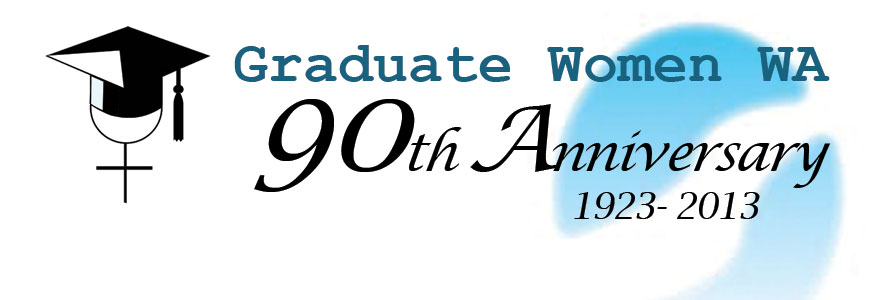 Graduate Women WA
90th Anniversary
1923- 2013